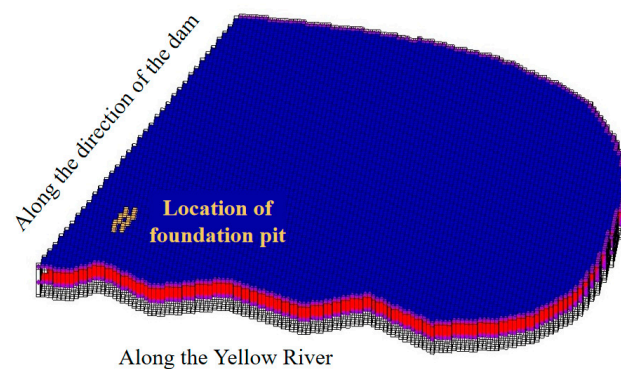 Along the direction of the dam
Location of
foundation pit
Along the Yellow River